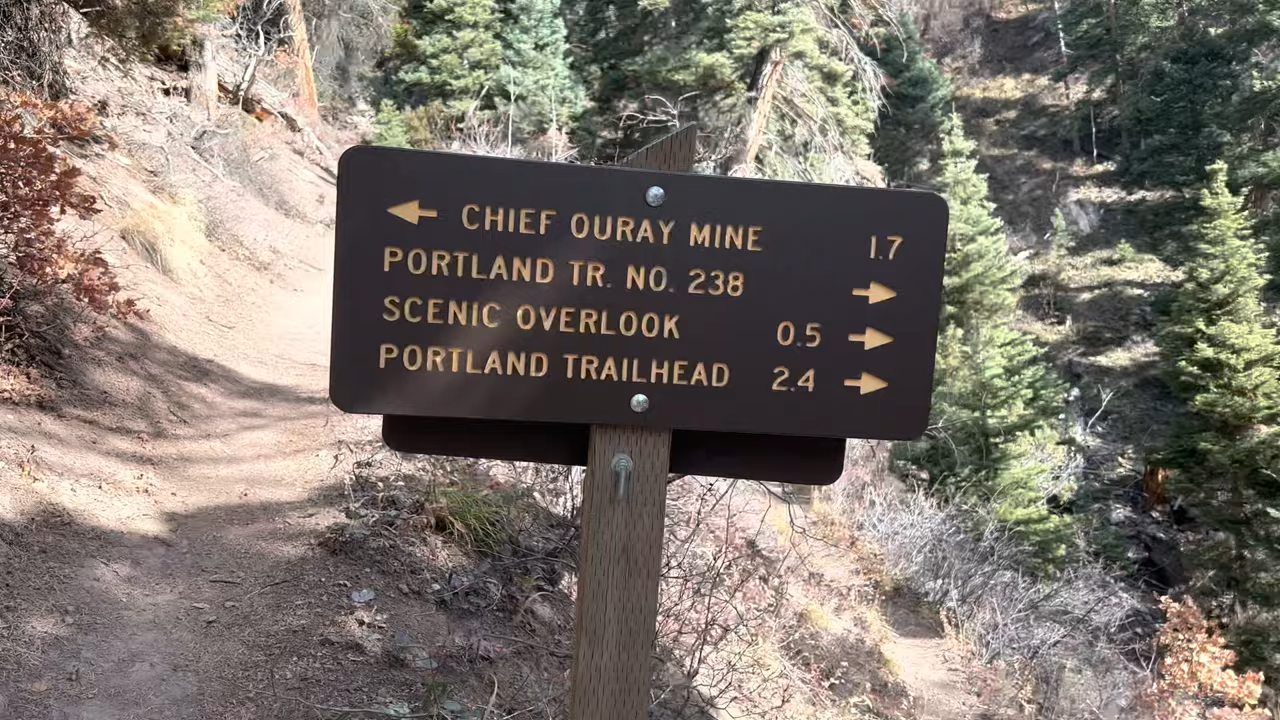 ← CHIEF OURAY MINE 1.7
PORTLAND TR. NO. 238 →
SCENIC OVERLOOK 0.5 →
PORTLAND TRAILHEAD 2.4 →